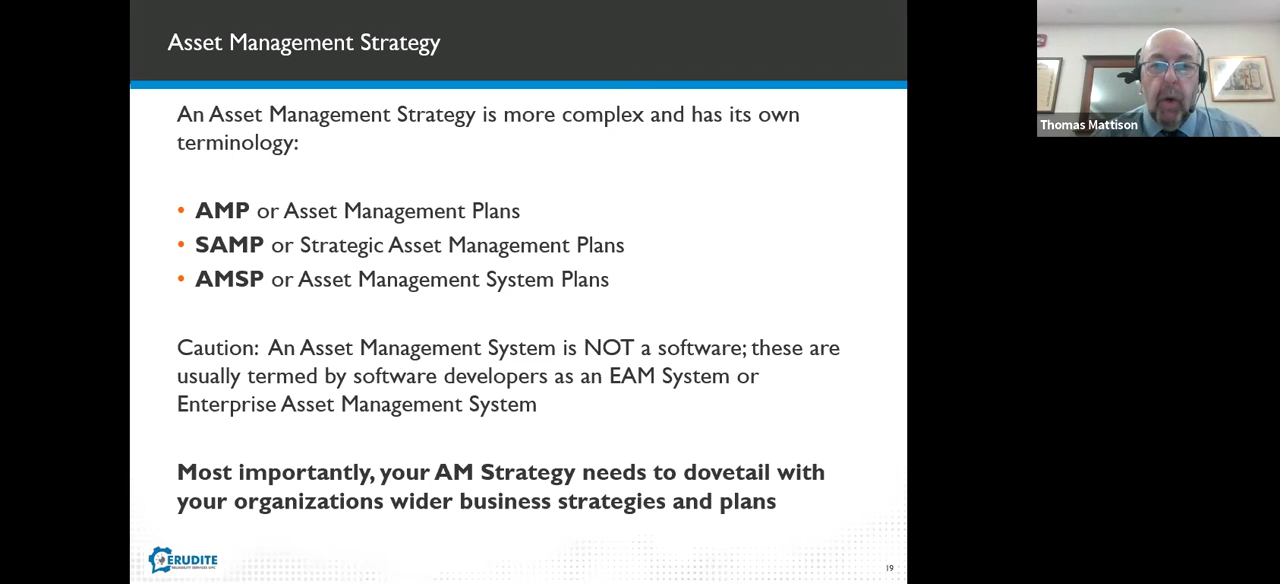 Asset Management Strategy
An Asset Management Strategy is more complex and has its own
terminology:
• AMP or Asset Management Plans
• SAMP or Strategic Asset Management Plans
• AMSP or Asset Management System Plans
Caution: An Asset Management System is NOT a software; these are
usually termed by software developers as an EAM System or
Enterprise Asset Management System
Most importantly, your AM Strategy needs to dovetail with
your organizations wider business strategies and plans
ERUDITE
RELIABILITY SERVICES OPC
19
Thomas Mattison